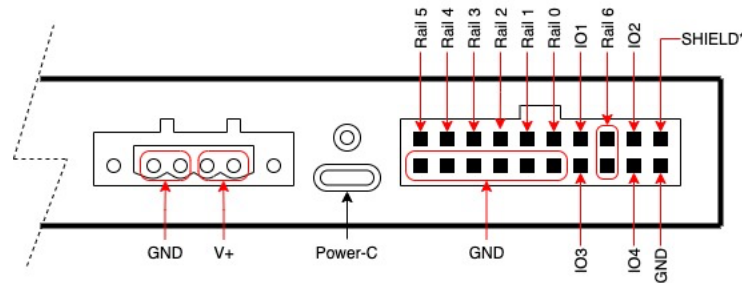 Rail 5
Rail 4
Rail 3
Rail 2
Rail 1
Rail 0
IO1
Rail 6
IO2
SHIELD*
GND
V+
Power-C
GND
IO3
IO4
GND